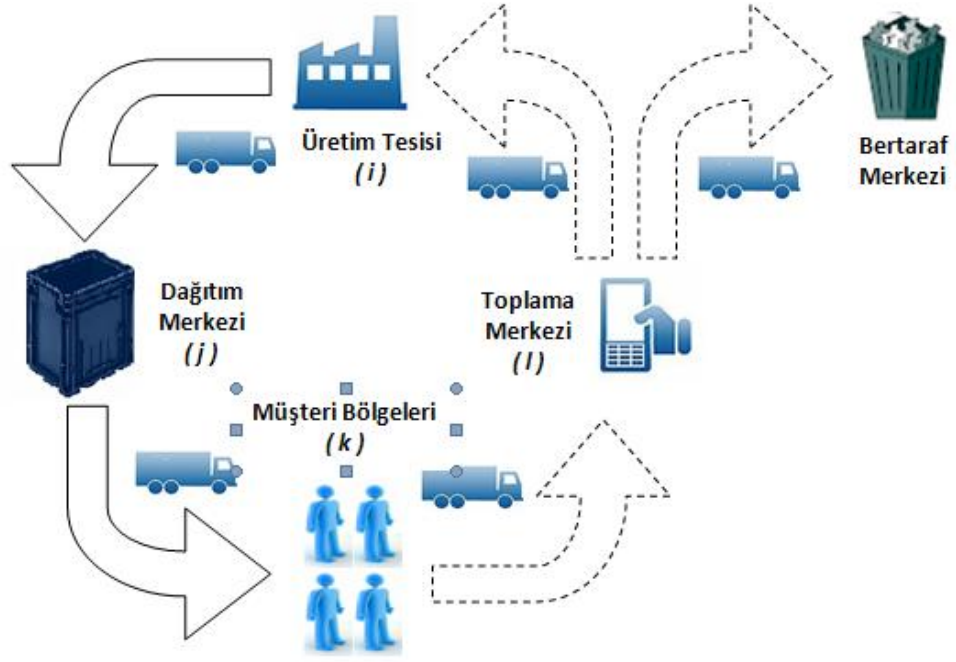 Üretim Tesisi
( i )
Bertaraf
Merkezi
Dağıtım
Merkezi
( j )
Toplama
Merkezi
( l )
Müşteri Bölgeleri
( k )